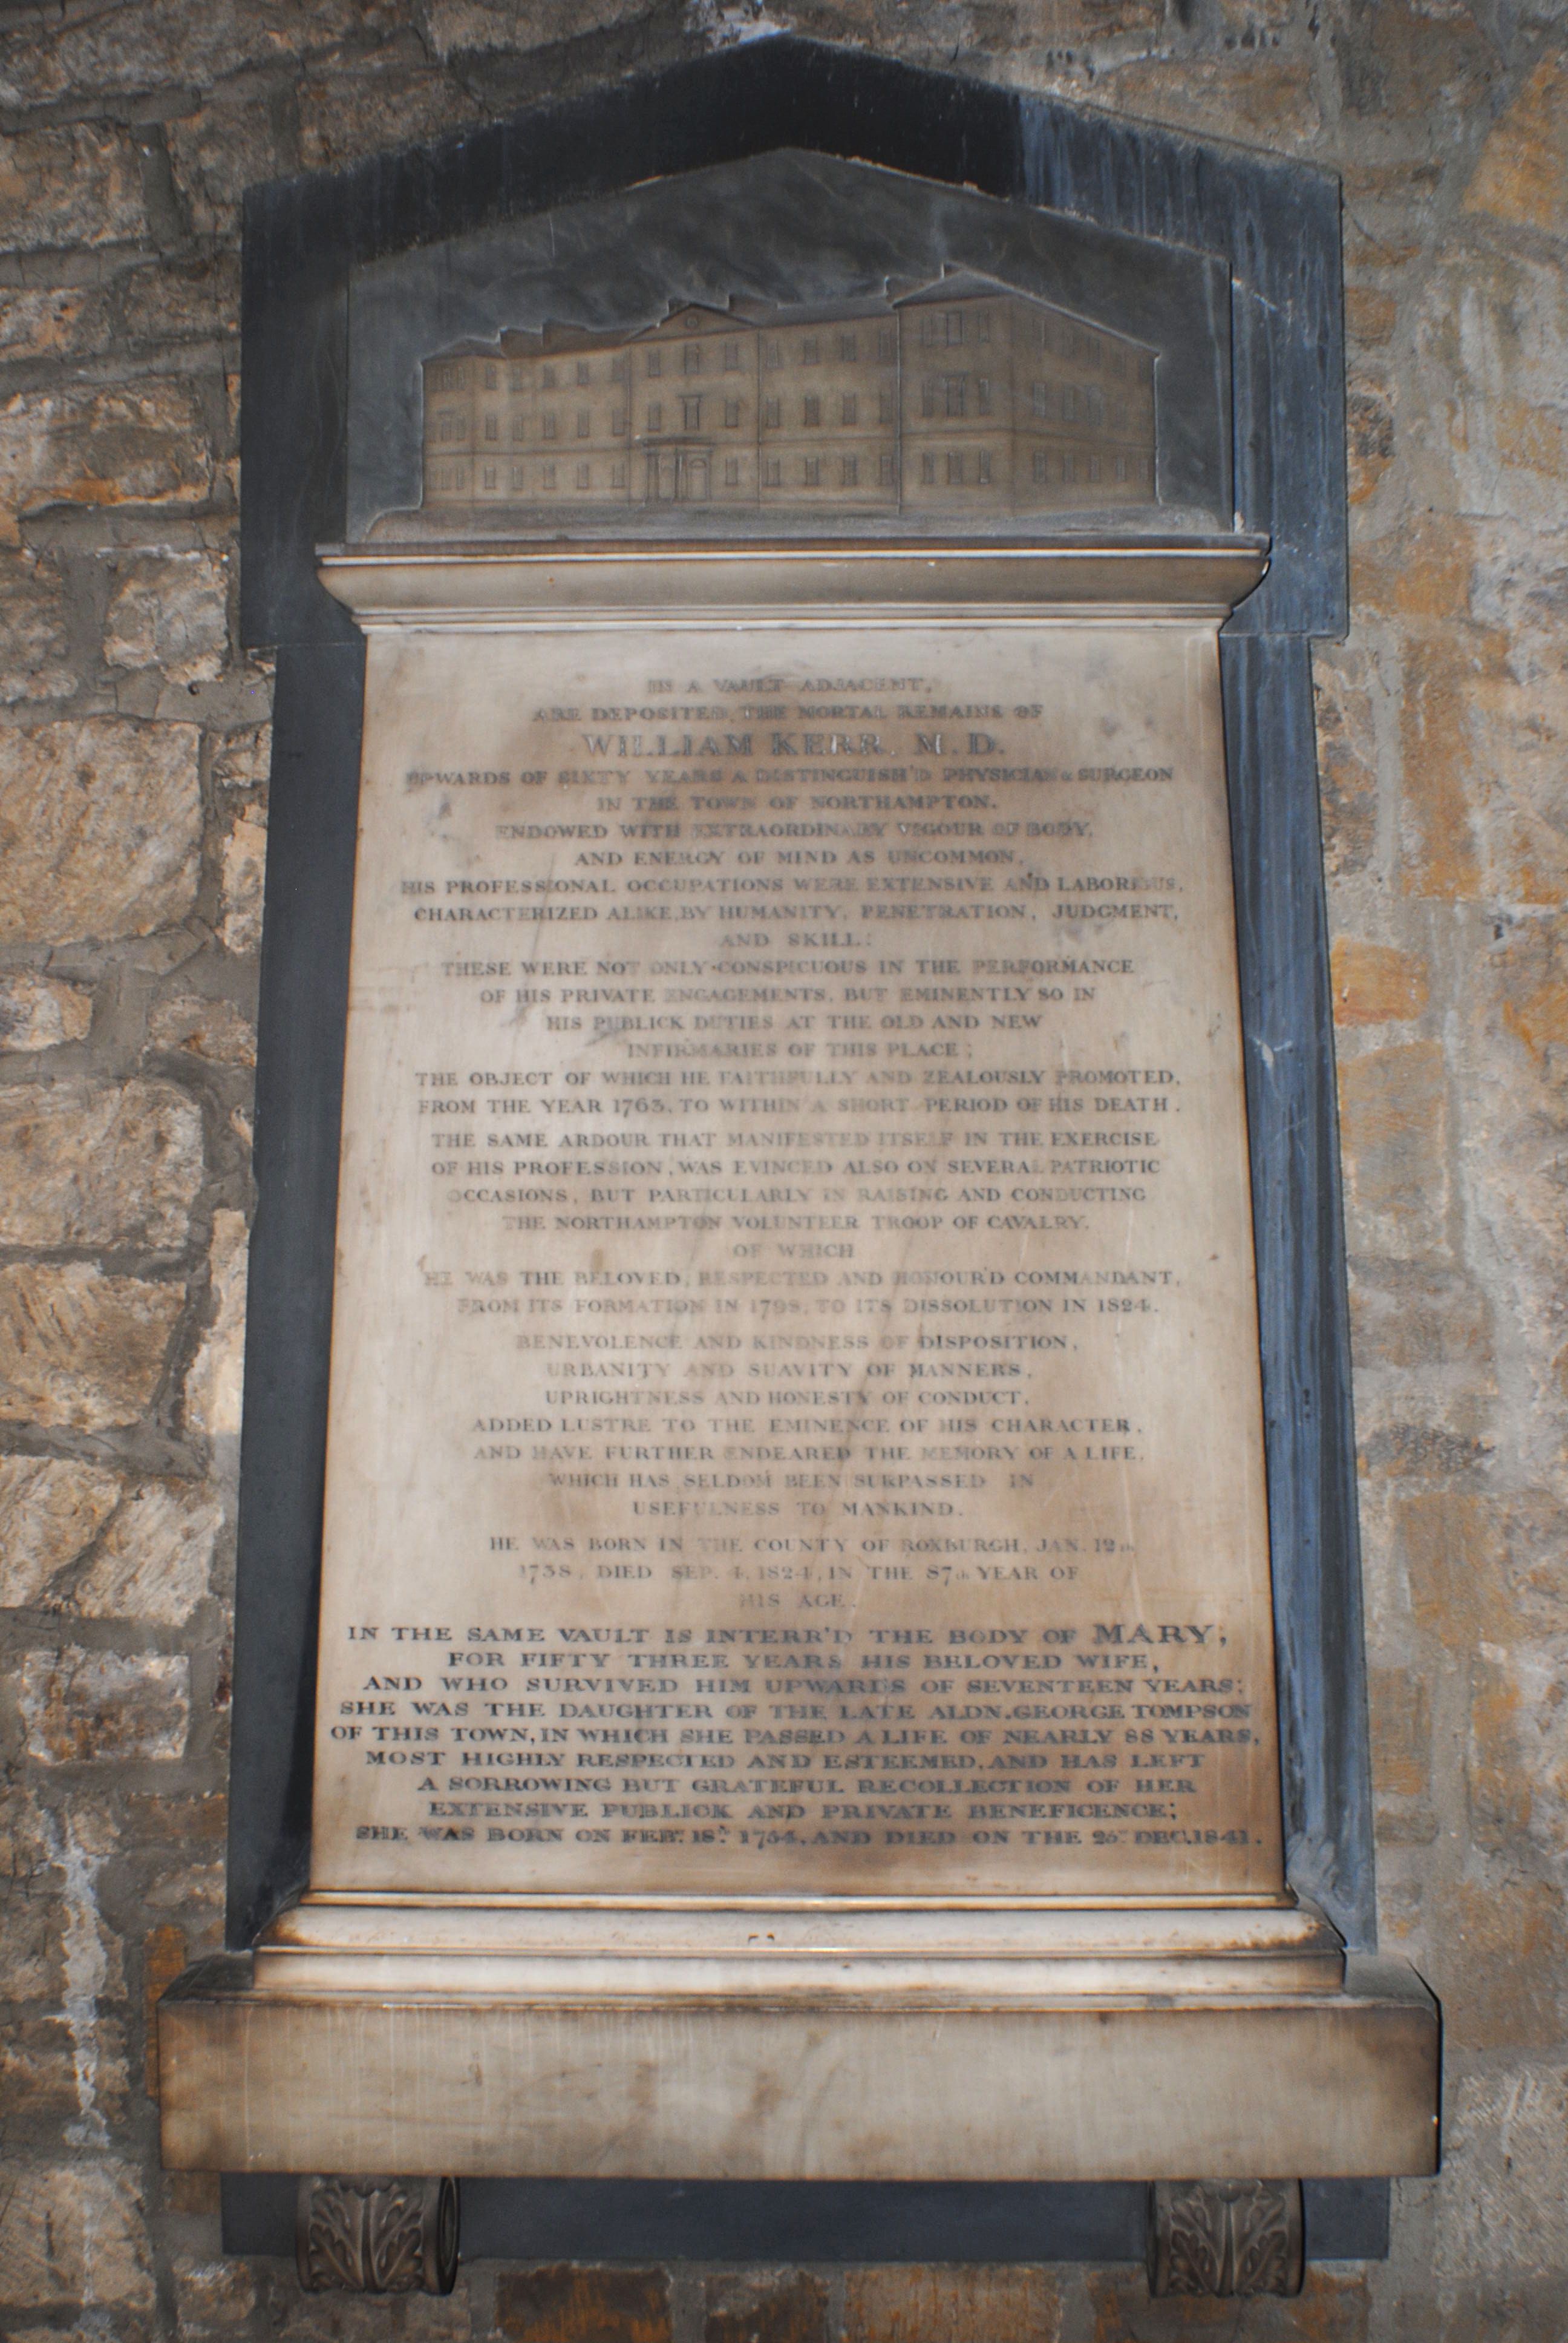 IN A VAULT ADJACENT,
ARE DEPOSITED, THE MORTAL REMAINS OF
WILLIAM KERR, M.D.
UPWARDS OF SIXTY YEARS A DISTINGUISH'D PHYSICIAN & SURGEON
IN THE TOWN OF NORTHAMPTON.
ENDOWED WITH EXTRAORDINARY VIGOUR OF BODY,
AND ENERGY OF MIND AS UNCOMMON,
HIS PROFESSIONAL OCCUPATIONS WERE EXTENSIVE AND LABORIOUS,
CHARACTERIZED ALIKE, BY HUMANITY, PENETRATION, JUDGMENT,
AND SKILL:
THESE WERE NOT ONLY CONSPICUOUS IN THE PERFORMANCE
OF HIS PRIVATE ENGAGEMENTS, BUT EMINENTLY SO IN
HIS PUBLICK DUTIES AT THE OLD AND NEW
INFIRMARIES OF THIS PLACE;
THE OBJECT OF WHICH HE FAITHFULLY AND ZEALOUSLY PROMOTED,
FROM THE YEAR 1763, TO WITHIN A SHORT PERIOD OF HIS DEATH.
THE SAME ARDOUR THAT MANIFESTED ITSELF IN THE EXERCISE
OF HIS PROFESSION, WAS EVINCED ALSO ON SEVERAL PATRIOTIC
OCCASIONS, BUT PARTICULARLY IN RAISING AND CONDUCTING
THE NORTHAMPTON VOLUNTEER TROOP OF CAVALRY.
OF WHICH
HE WAS THE BELOVED, RESPECTED AND HONOUR'D COMMANDANT,
FROM ITS FORMATION IN 1798, TO ITS DISSOLUTION IN 1824.
BENEVOLENCE AND KINDNESS OF DISPOSITION,
URBANITY AND SUAVITY OF MANNERS,
UPRIGHTNESS AND HONESTY OF CONDUCT,
ADDED LUSTRE TO THE EMINENCE OF HIS CHARACTER,
AND HAVE FURTHER ENDEARED THE MEMORY OF A LIFE,
WHICH HAS SELDOM BEEN SURPASSED IN
USEFULNESS TO MANKIND.
HE WAS BORN IN THE COUNTY OF ROXBURGH, JAN. 12th
1738, DIED SEP. 4, 1824, IN THE 87th YEAR OF
HIS AGE.
IN THE SAME VAULT IS INTERR'D THE BODY OF MARY,
FOR FIFTY THREE YEARS HIS BELOVED WIFE,
AND WHO SURVIVED HIM UPWARDS OF SEVENTEEN YEARS:
SHE WAS THE DAUGHTER OF THE LATE ALDN. GEORGE TOMPSON
OF THIS TOWN, IN WHICH SHE PASSED A LIFE OF NEARLY 88 YEARS,
MOST HIGHLY RESPECTED AND ESTEEMED, AND HAS LEFT
A SORROWING BUT GRATEFUL RECOLLECTION OF HER
EXTENSIVE PUBLICK AND PRIVATE BENEFICENCE;
SHE WAS BORN ON FEBY. 18TH 1754, AND DIED ON THE DEC. 1841.